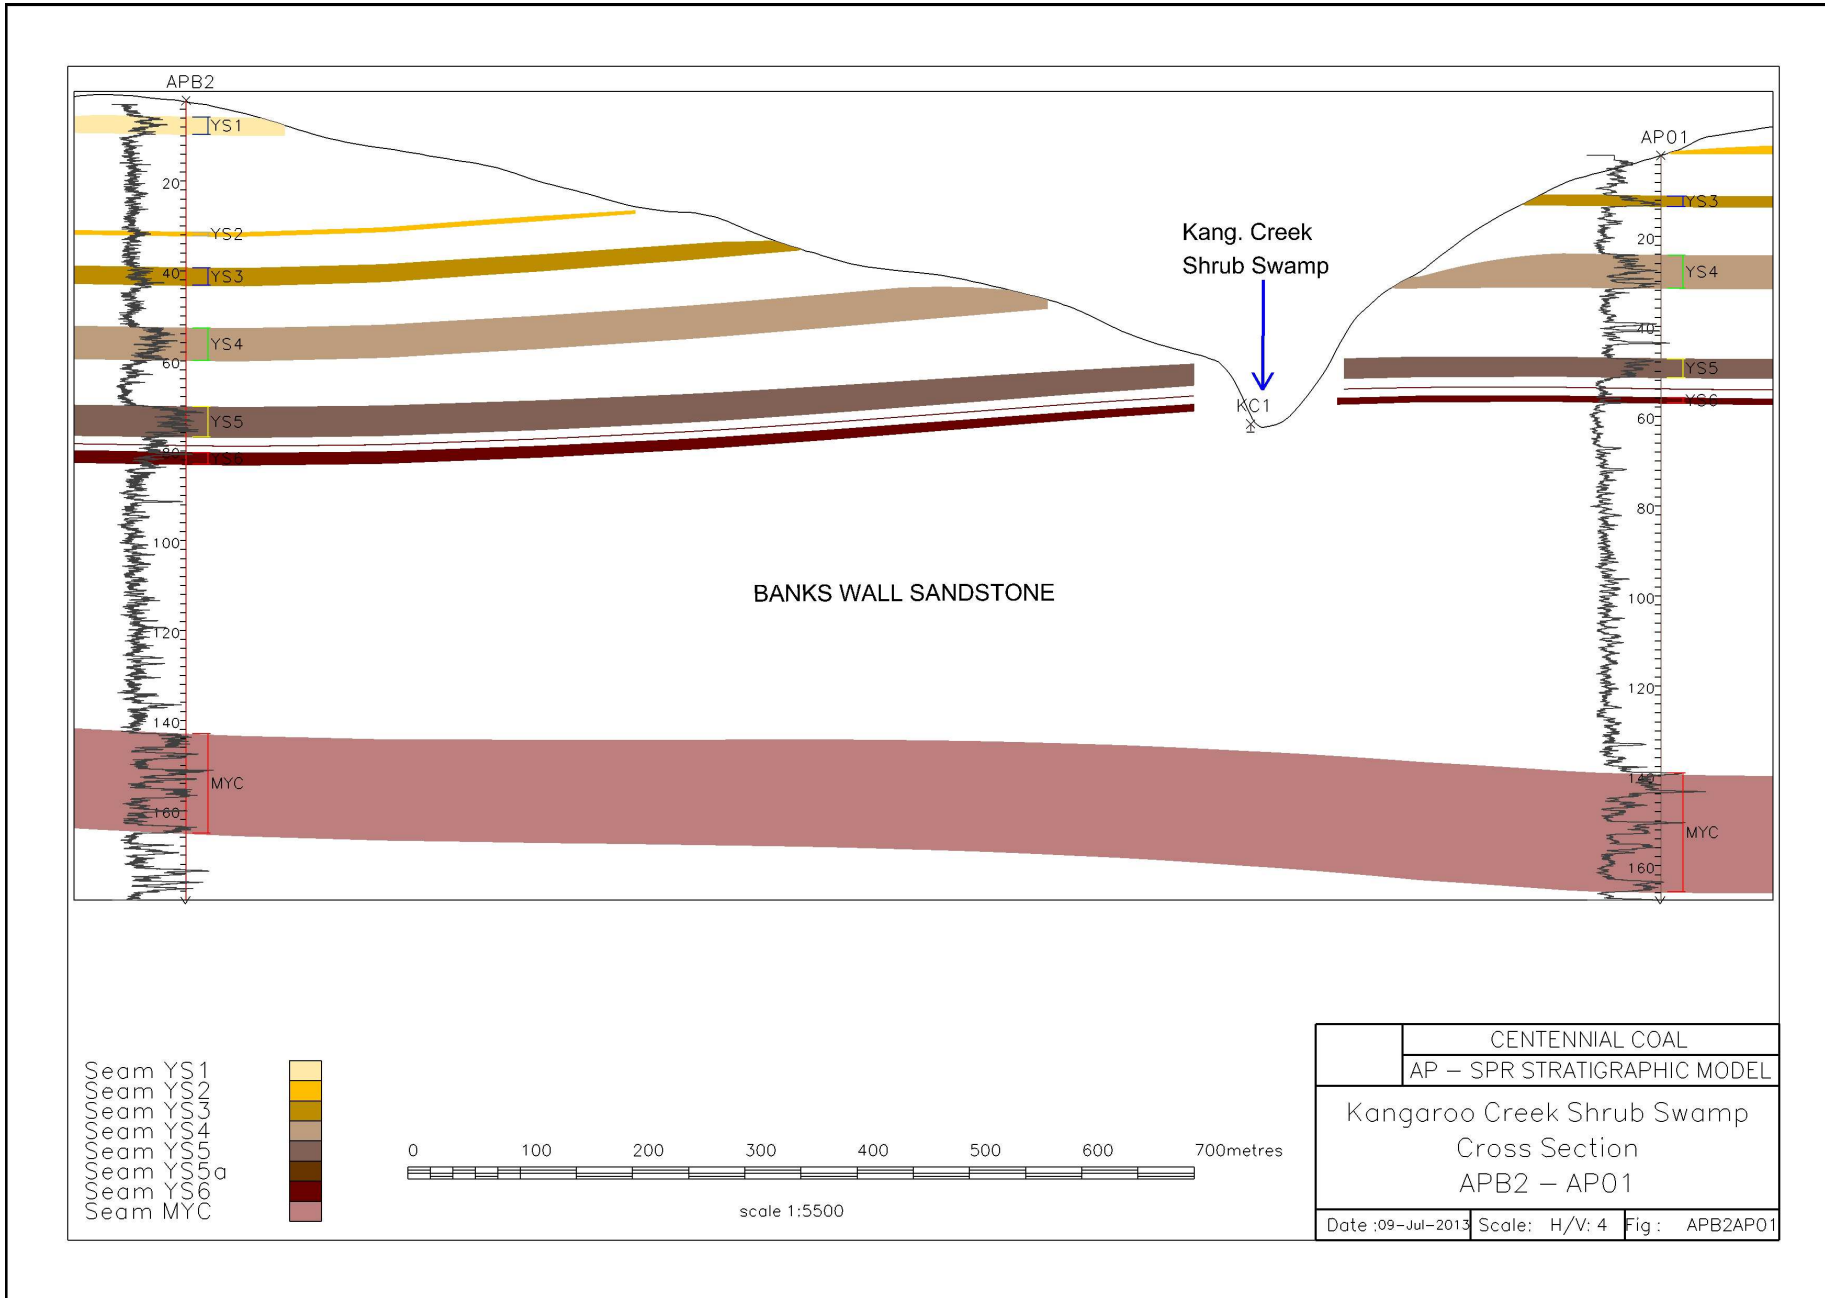 APB2
AP01
YS1
YS2
YS3
YS4
YS5
YS6
MYC
20
40
60
80
100
120
140
160
Kang. Creek
Shrub Swamp
KC1
BANKS WALL SANDSTONE
YS3
YS4
YS5
YS6
MYC
20
40
60
80
100
120
140
160
Seam YS1
Seam YS2
Seam YS3
Seam YS4
Seam YS5
Seam YS5a
Seam YS6
Seam MYC
0 100 200 300 400 500 600 700metres
scale 1:5500
CENTENNIAL COAL
AP – SPR STRATIGRAPHIC MODEL
Kangaroo Creek Shrub Swamp
Cross Section
APB2 – AP01
Date :09-Jul-2013 Scale: H/V: 4 Fig : APB2AP01